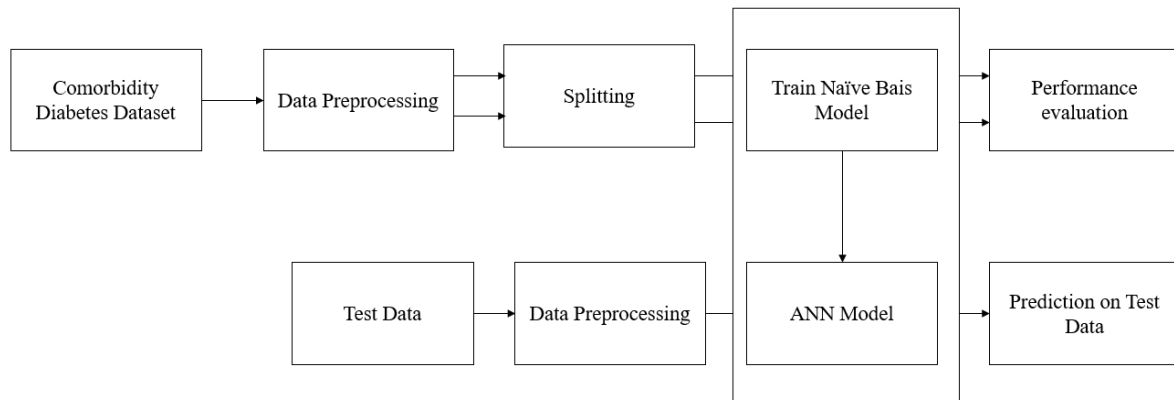 Comorbidity
Diabetes Dataset
Data Preprocessing
Splitting
Train Naïve Bais
Model
Performance
evaluation
Test Data
Data Preprocessing
ANN Model
Prediction on Test
Data